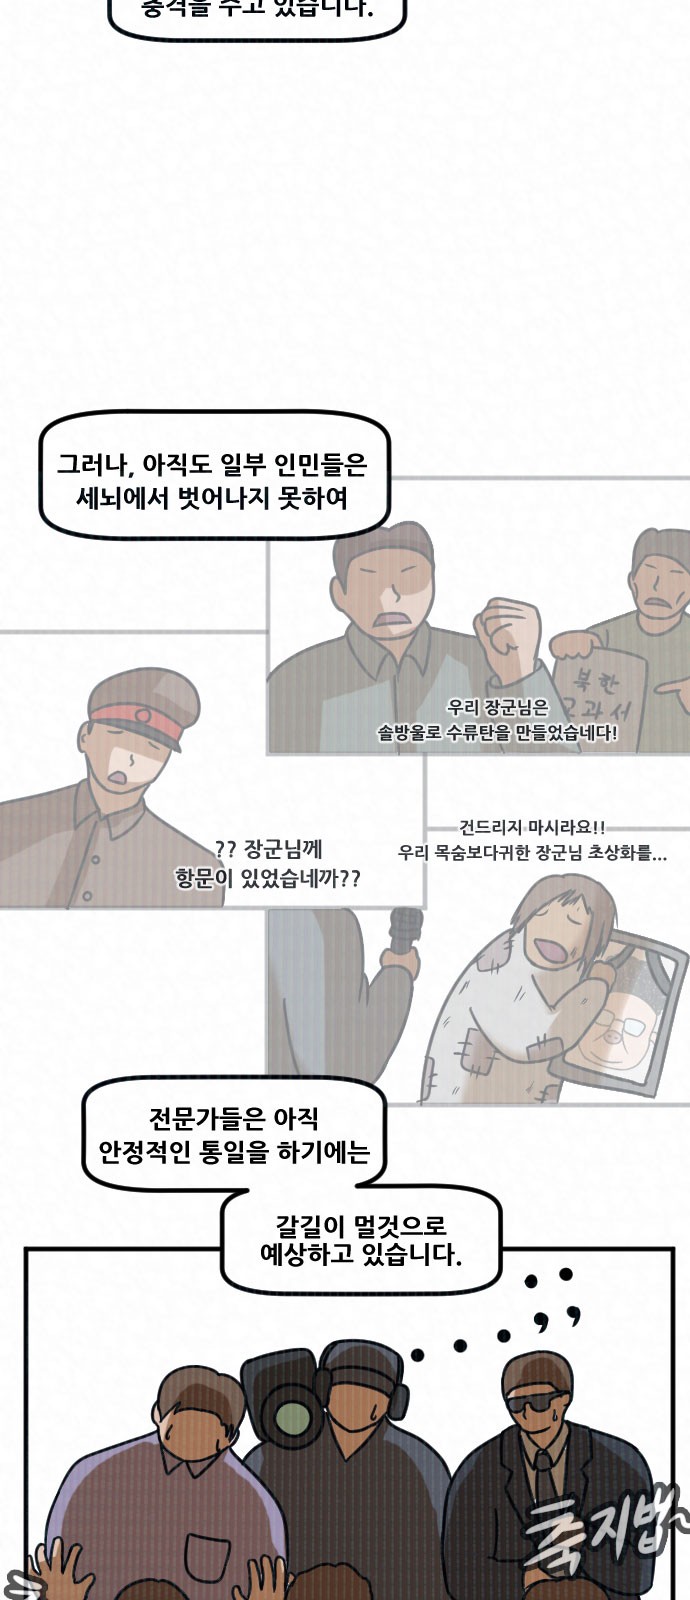 충격을 주고 있습니다.
그러나, 아직도 일부 인민들은
세뇌에서 벗어나지 못하여
북한
교과서
우리 장군님은
솔방울로 수류탄을 만들었습네다!
?? 장군님께
항문이 있었습네까??
건드리지 마시라요!!
우리 목숨보다귀한 장군님 초상화를...
전문가들은 아직
안정적인 통일을 하기에는
갈길이 멀것으로
예상하고 있습니다.
축지법~